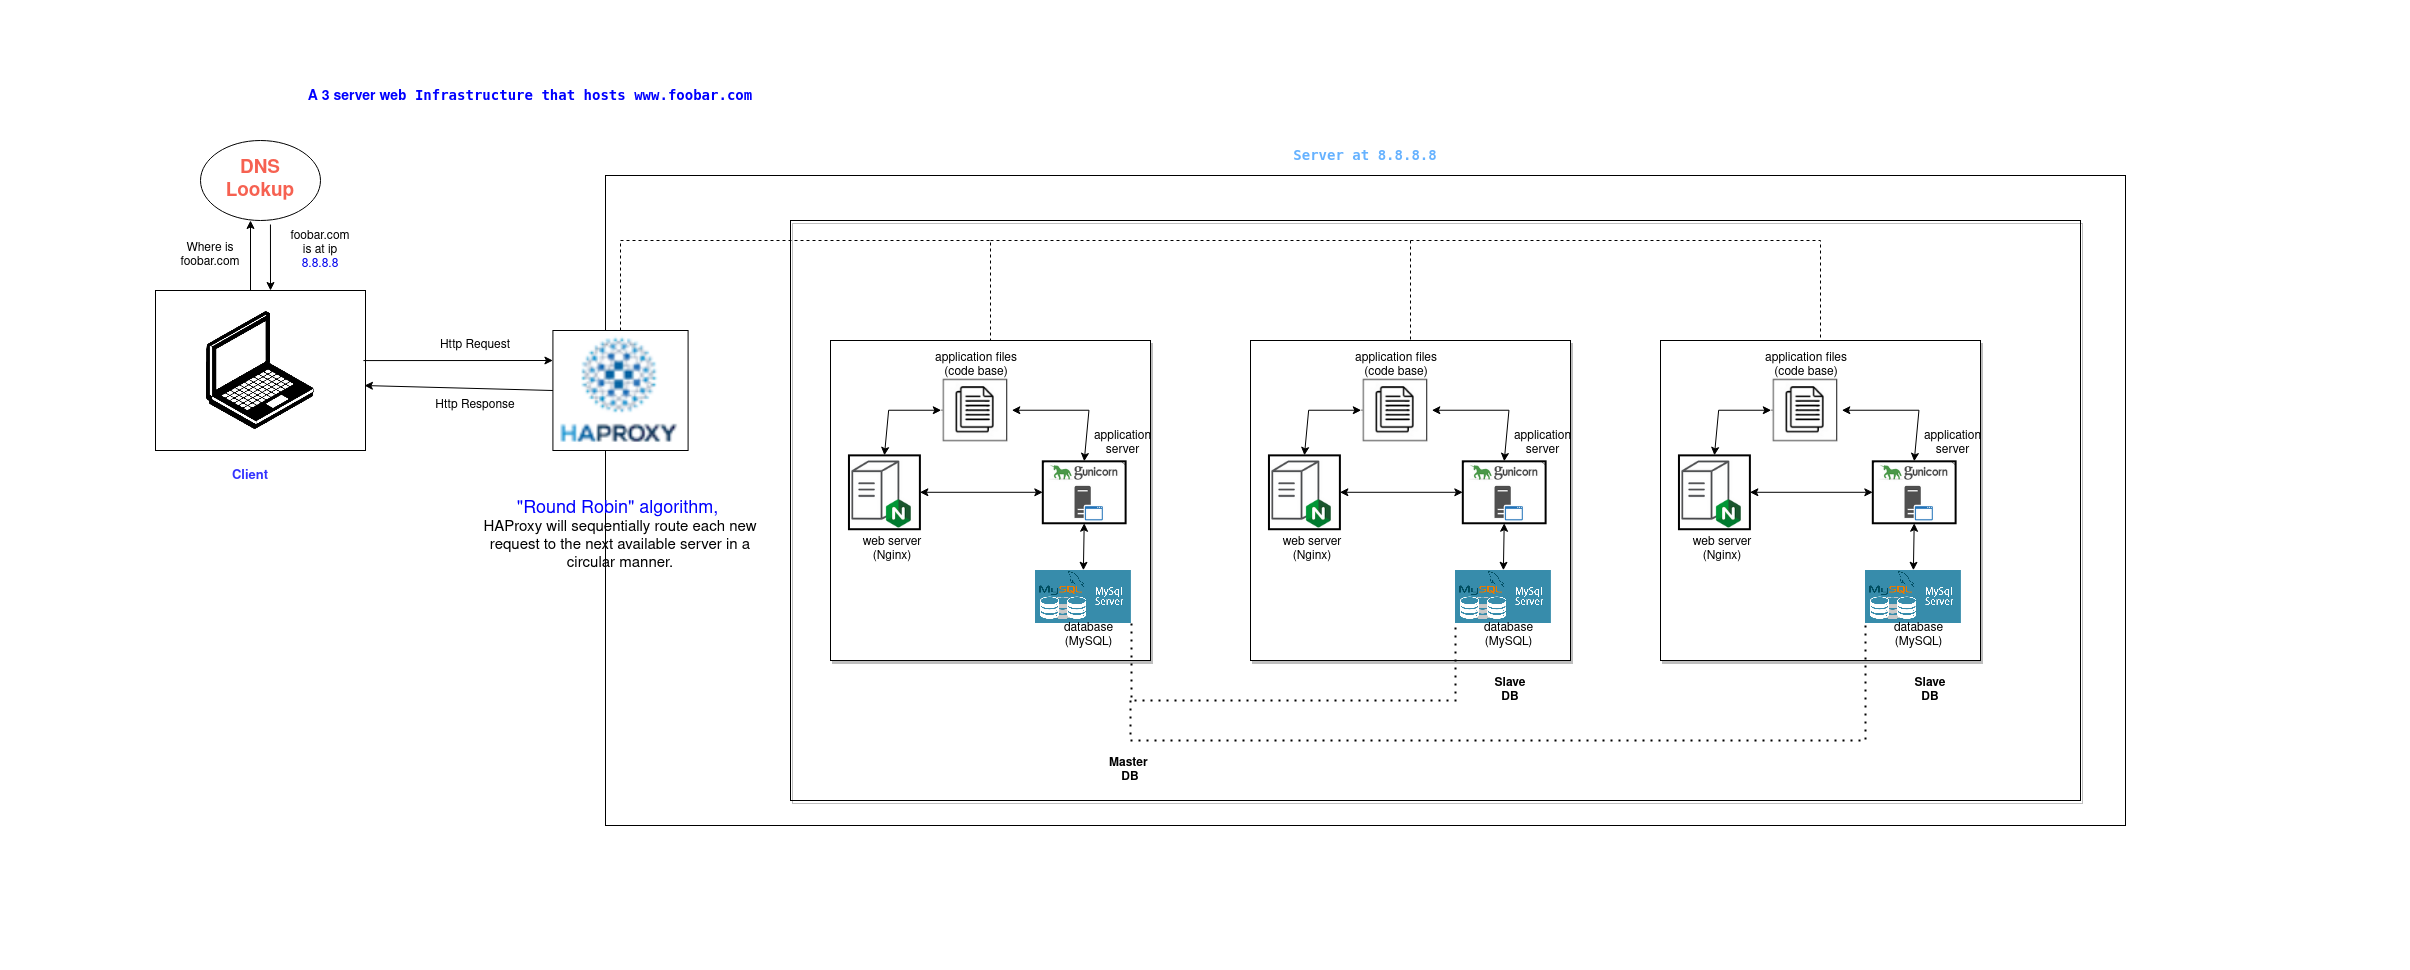 A 3 server web Infrastructure that hosts www.foobar.com
Server at 8.8.8.8
DNS
Lookup
Where is
foobar.com
foobar.com
is at ip
8.8.8.8
Http Request
Http Response
HAPROXY
Client
"Round Robin" algorithm,
HAProxy will sequentially route each new
request to the next available server in a
circular manner.
application files
(code base)
application
server
gunicorn
N
web server
(Nginx)
MySQL
MySql
Server
database
(MySQL)
application files
(code base)
application
server
gunicorn
N
web server
(Nginx)
MySQL
MySql
Server
database
(MySQL)
application files
(code base)
application
server
gunicorn
N
web server
(Nginx)
MySQL
MySql
Server
database
(MySQL)
Slave
DB
Slave
DB
Master
DB